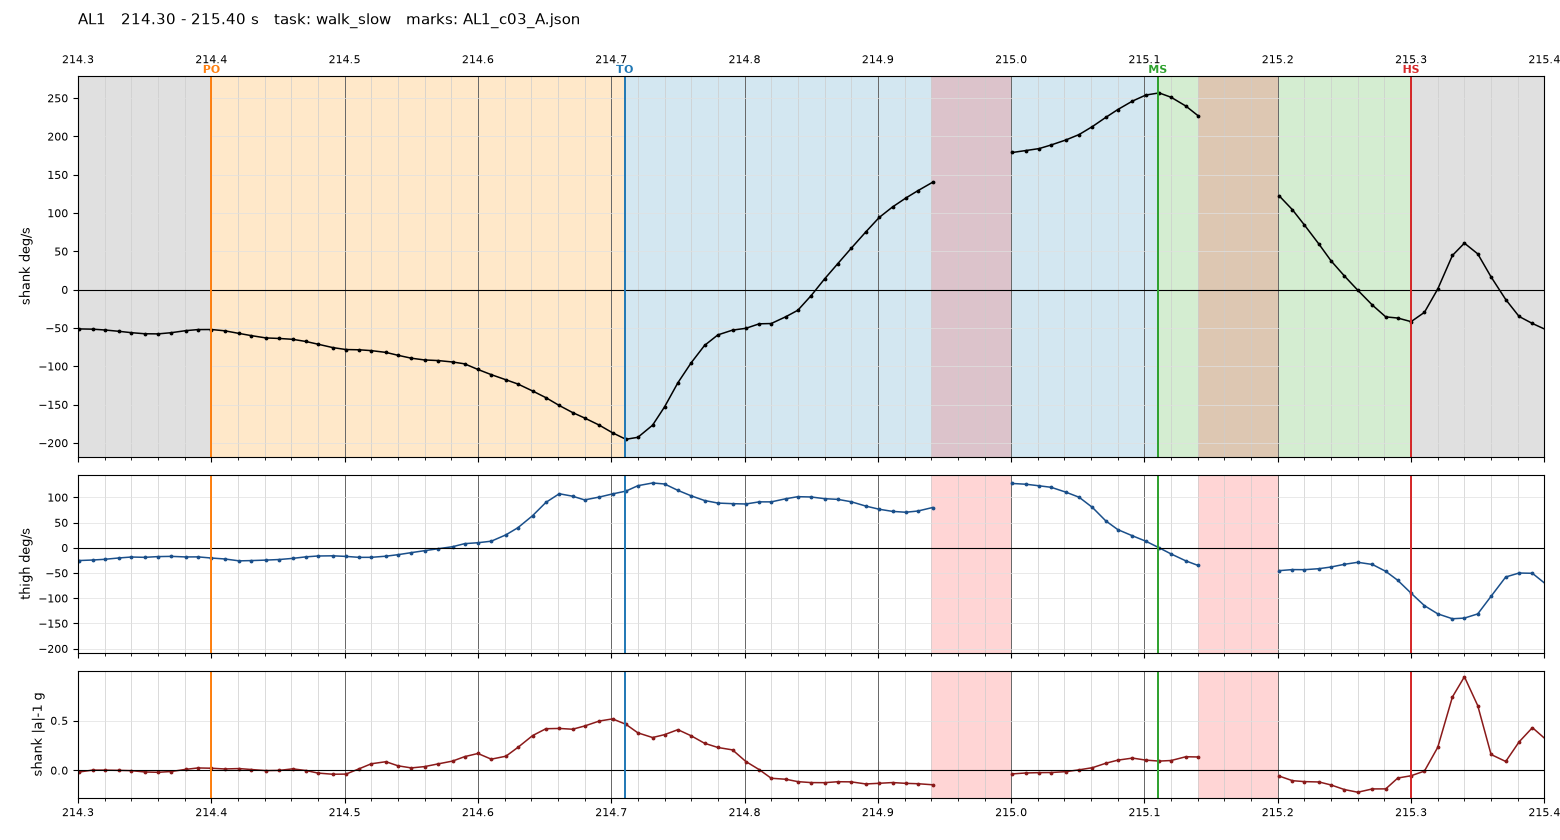 AL1   214.30 - 215.40 s   task: walk_slow   marks: AL1_c03_A.json
214.3 214.4 214.5 214.6 214.7 214.8 214.9 215.0 215.1 215.2 215.3 215.4
PO TO MS HS
shank deg/s
250
200
150
100
50
0
−50
−100
−150
−200
thigh deg/s
100
50
0
−50
−100
−150
−200
shank |a|-1 g
0.5
0.0
214.3 214.4 214.5 214.6 214.7 214.8 214.9 215.0 215.1 215.2 215.3 215.4